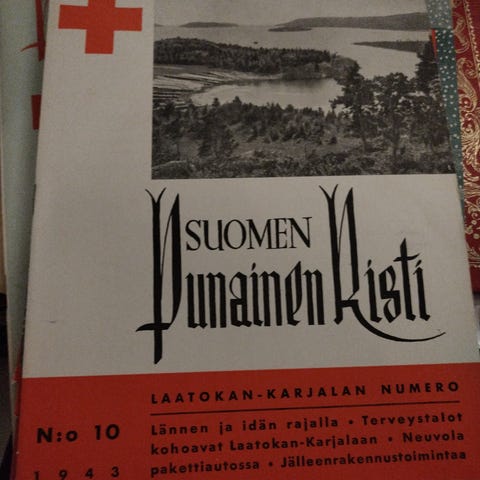 SUOMEN
Punainen Risti
LAATOKAN-KARJALAN NUMERO
N:o 10
1943
Lännen ja idän rajalla • Terveystalot
kohoavat Laatokan-Karjalaan • Neuvola
pakettiautossa • Jälleenrakennustoimintaa